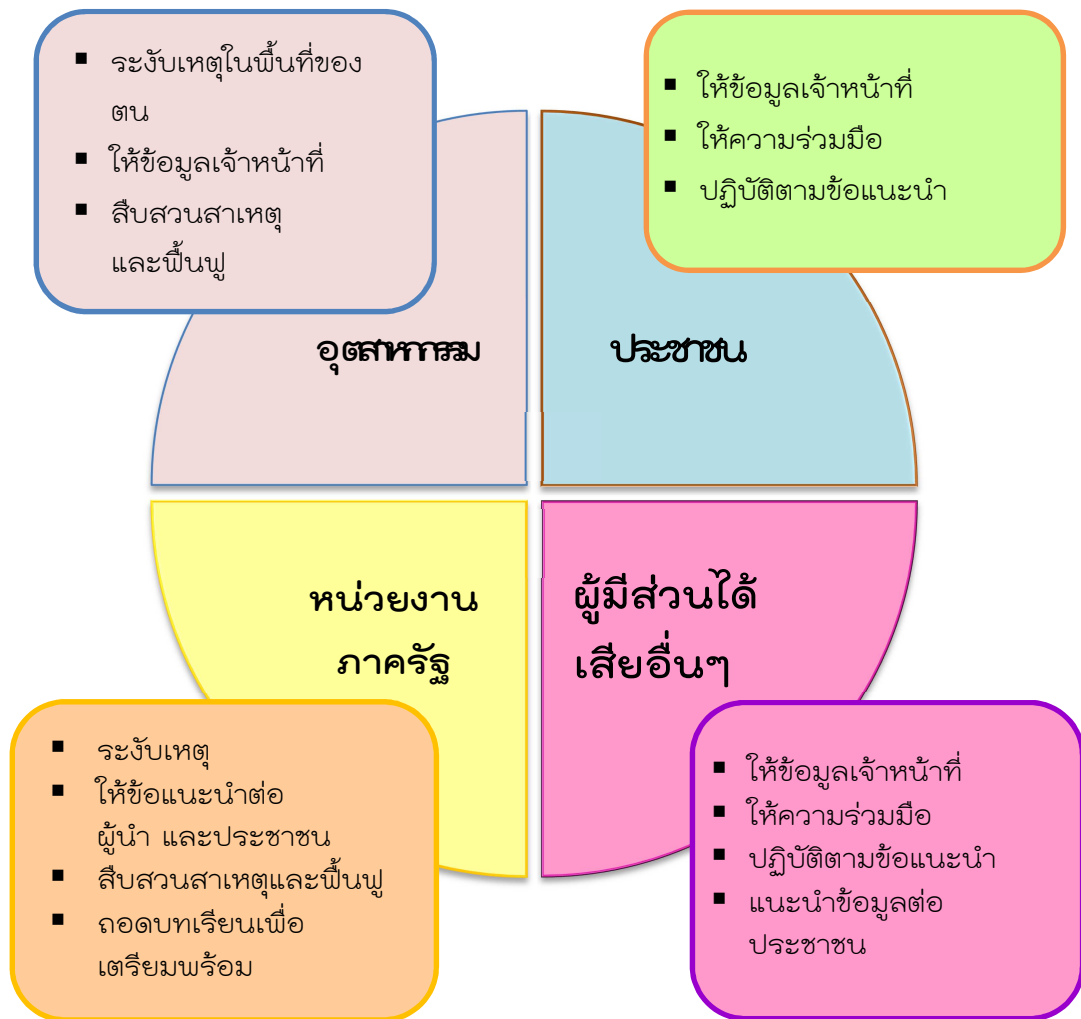 ▪ ระงับเหตุในพื้นที่ของ
ตน
▪ ให้ข้อมูลเจ้าหน้าที่
▪ สืบสวนสาเหตุ
และฟื้นฟู
▪ ให้ข้อมูลเจ้าหน้าที่
▪ ให้ความร่วมมือ
▪ ปฏิบัติตามข้อแนะนำ
อุตสาหกรรม
ประชาชน
หน่วยงาน
ภาครัฐ
ผู้มีส่วนได้
เสียอื่นๆ
▪ ระงับเหตุ
▪ ให้ข้อแนะนำต่อ
ผู้นำ และประชาชน
▪ สืบสวนสาเหตุและฟื้นฟู
▪ ถอดบทเรียนเพื่อ
เตรียมพร้อม
▪ ให้ข้อมูลเจ้าหน้าที่
▪ ให้ความร่วมมือ
▪ ปฏิบัติตามข้อแนะนำ
▪ แนะนำข้อมูลต่อ
ประชาชน